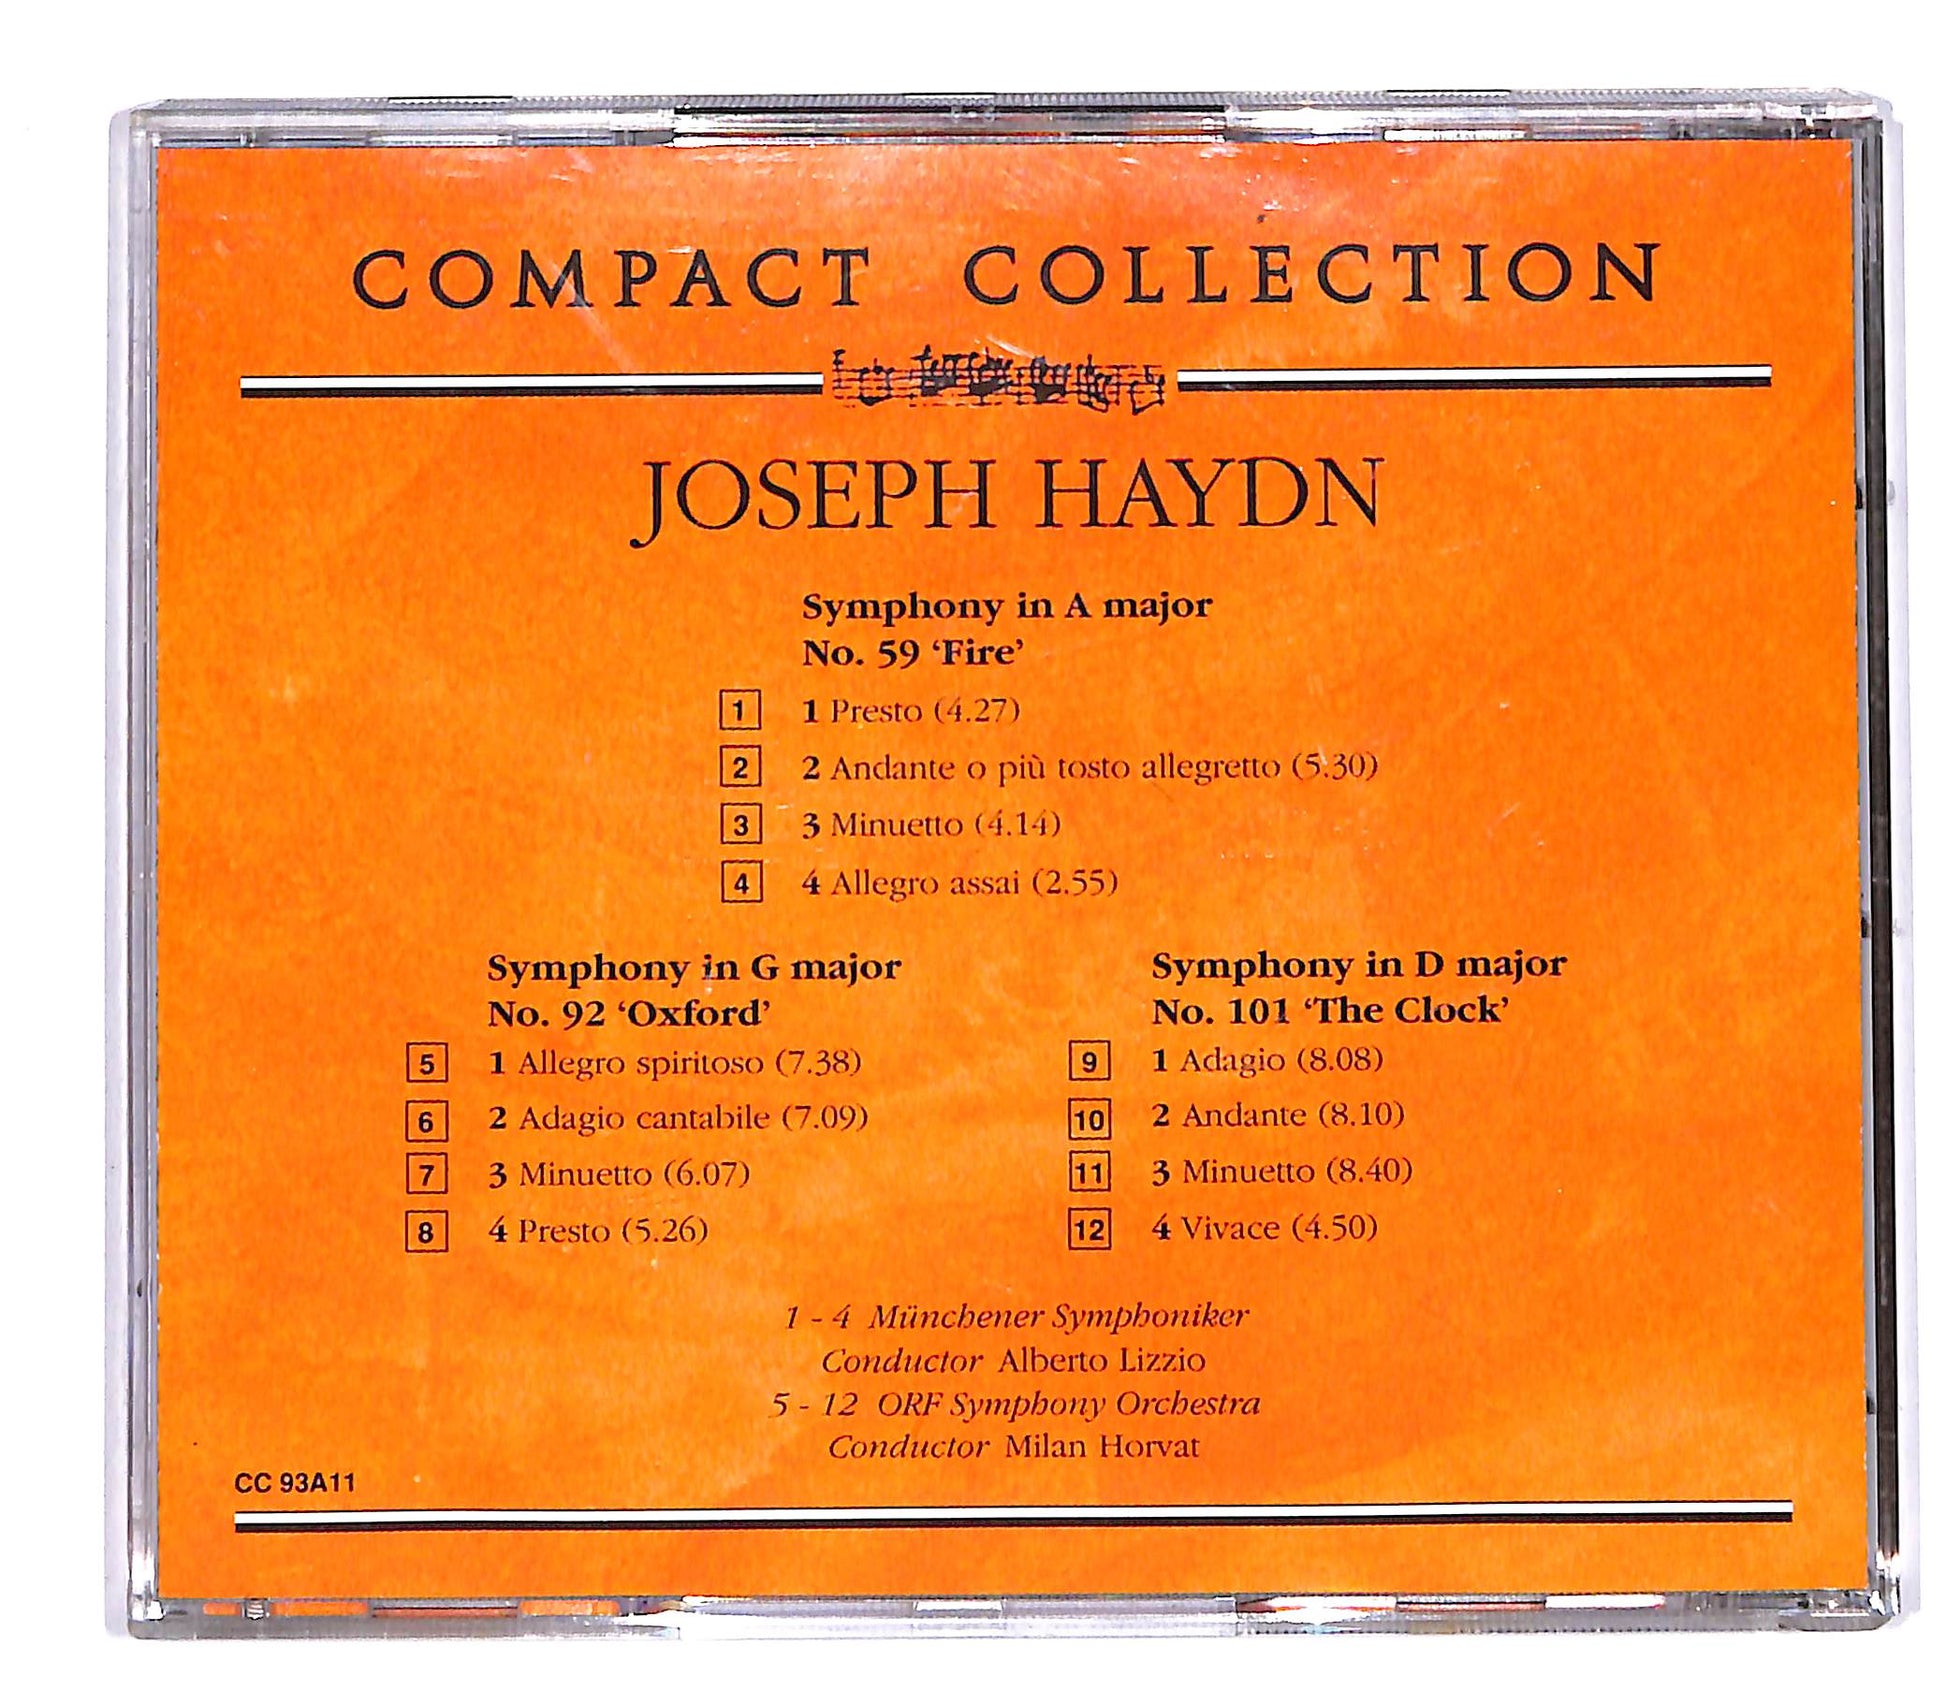 COMPACT COLLECTION
JOSEPH HAYDN
Symphony in A major
No. 59 ‘Fire’
1 1 Presto (4.27)
2 2 Andante o più tosto allegretto (5.30)
3 3 Minuetto (4.14)
4 4 Allegro assai (2.55)
Symphony in G major
No. 92 ‘Oxford’
5 1 Allegro spiritoso (7.38)
6 2 Adagio cantabile (7.09)
7 3 Minuetto (6.07)
8 4 Presto (5.26)
Symphony in D major
No. 101 ‘The Clock’
9 1 Adagio (8.08)
10 2 Andante (8.10)
11 3 Minuetto (8.40)
12 4 Vivace (4.50)
1 - 4 Münchener Symphoniker
Conductor Alberto Lizzio
5 - 12 ORF Symphony Orchestra
Conductor Milan Horvat
CC 93A11